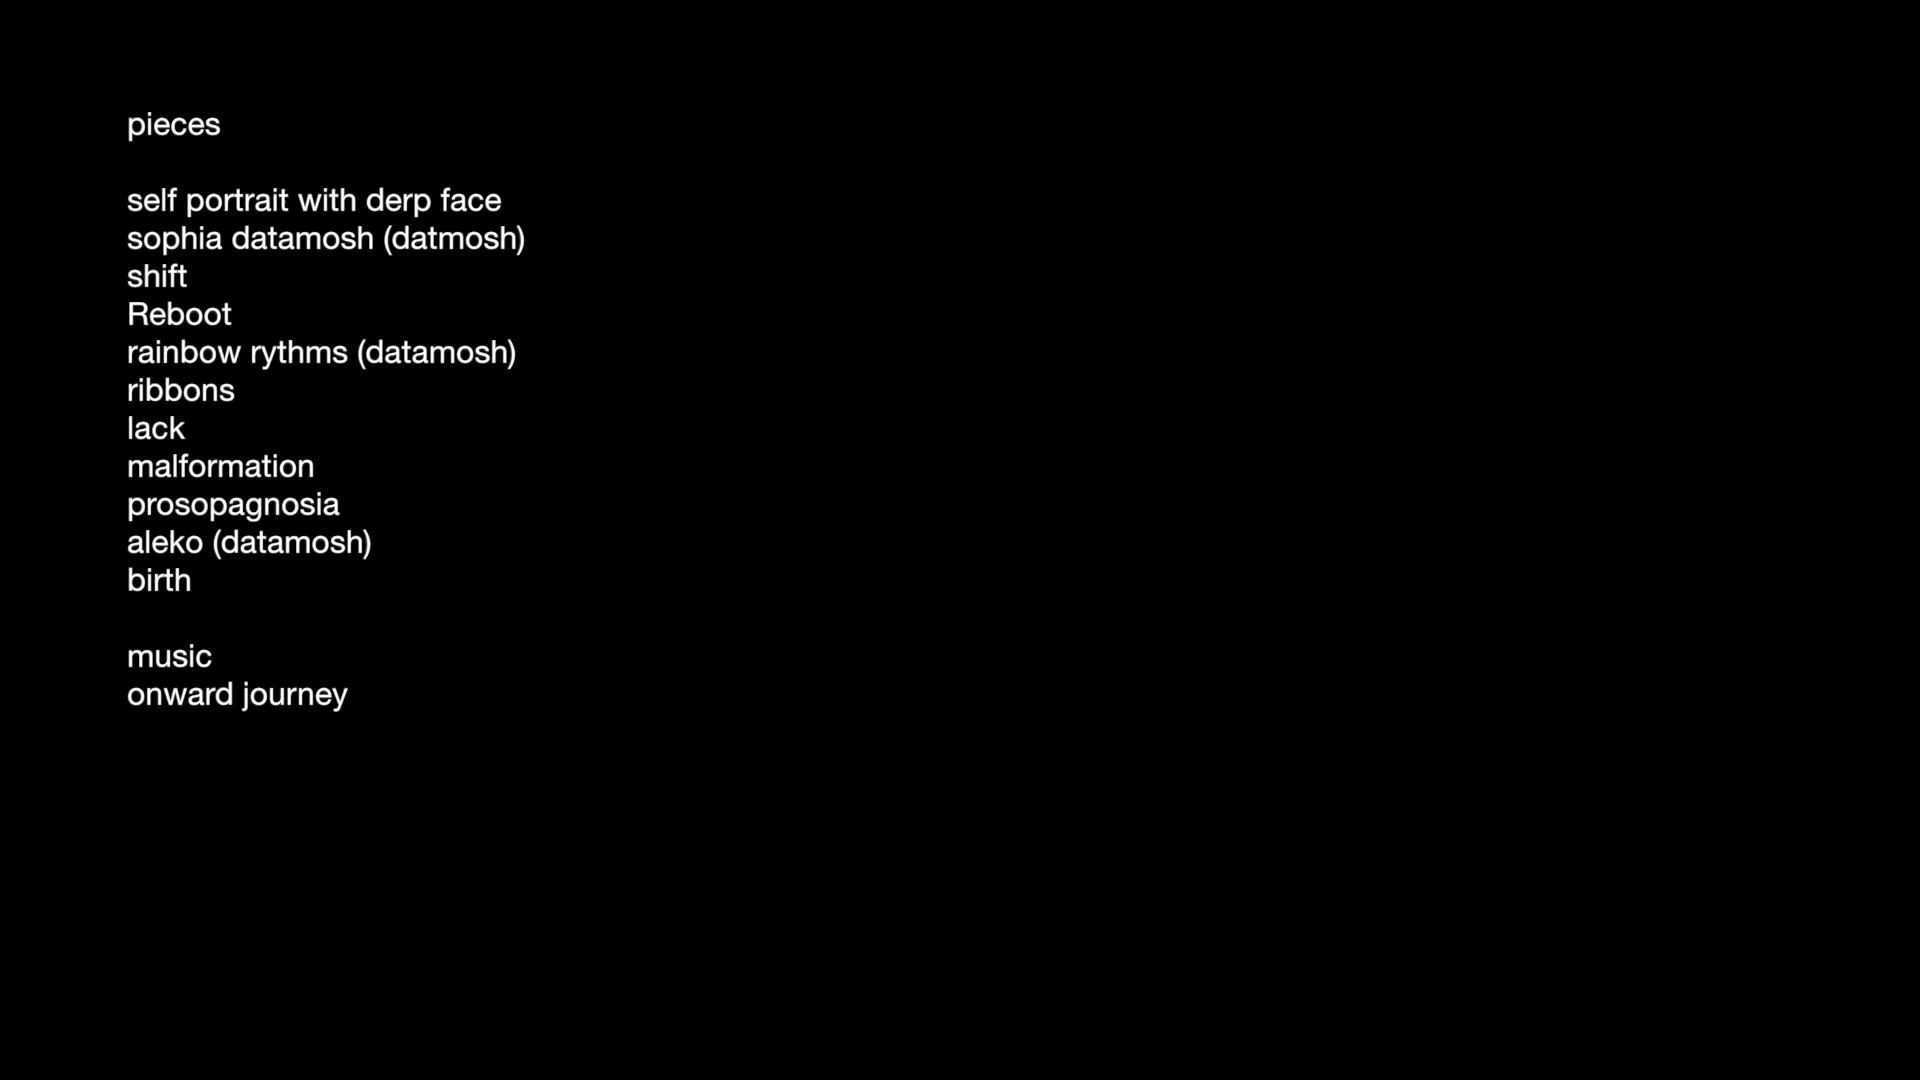 pieces
self portrait with derp face
sophia datamosh (datmosh)
shift
Reboot
rainbow rythms (datamosh)
ribbons
lack
malformation
prosopagnosia
aleko (datamosh)
birth
music
onward journey